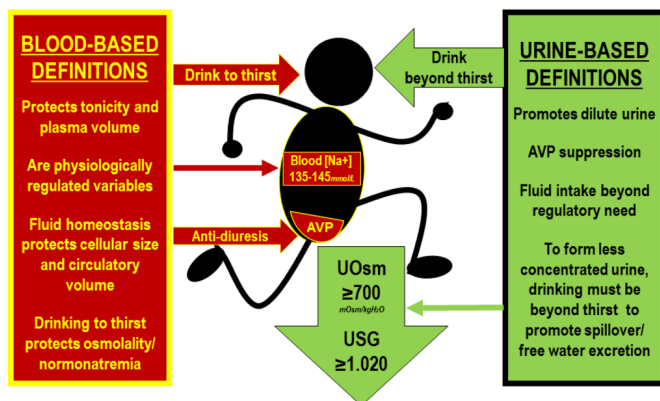 BLOOD-BASED
DEFINITIONS
Protects tonicity and
plasma volume
Are physiologically
regulated variables
Fluid homeostasis
protects cellular size
and circulatory
volume
Drinking to thirst
protects osmolality/
normonatremia
Drink to thirst
Blood [Na+]
135-145mmol/L
Anti-diuresis
AVP
Drink
beyond thirst
UOsm
≥700
mOsm/kgH₂O
USG
≥1.020
URINE-BASED
DEFINITIONS
Promotes dilute urine
AVP suppression
Fluid intake beyond
regulatory need
To form less
concentrated urine,
drinking must be
beyond thirst to
promote spillover/
free water excretion